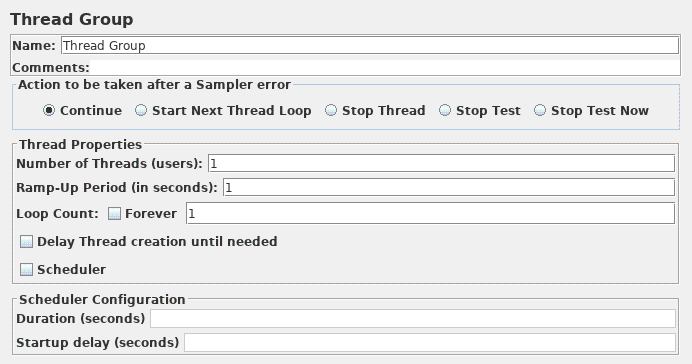 Thread Group
Name: Thread Group
Comments:
Action to be taken after a Sampler error
Continue Start Next Thread Loop Stop Thread Stop Test Stop Test Now
Thread Properties
Number of Threads (users): 1
Ramp-Up Period (in seconds): 1
Loop Count: Forever 1
Delay Thread creation until needed
Scheduler
Scheduler Configuration
Duration (seconds)
Startup delay (seconds)